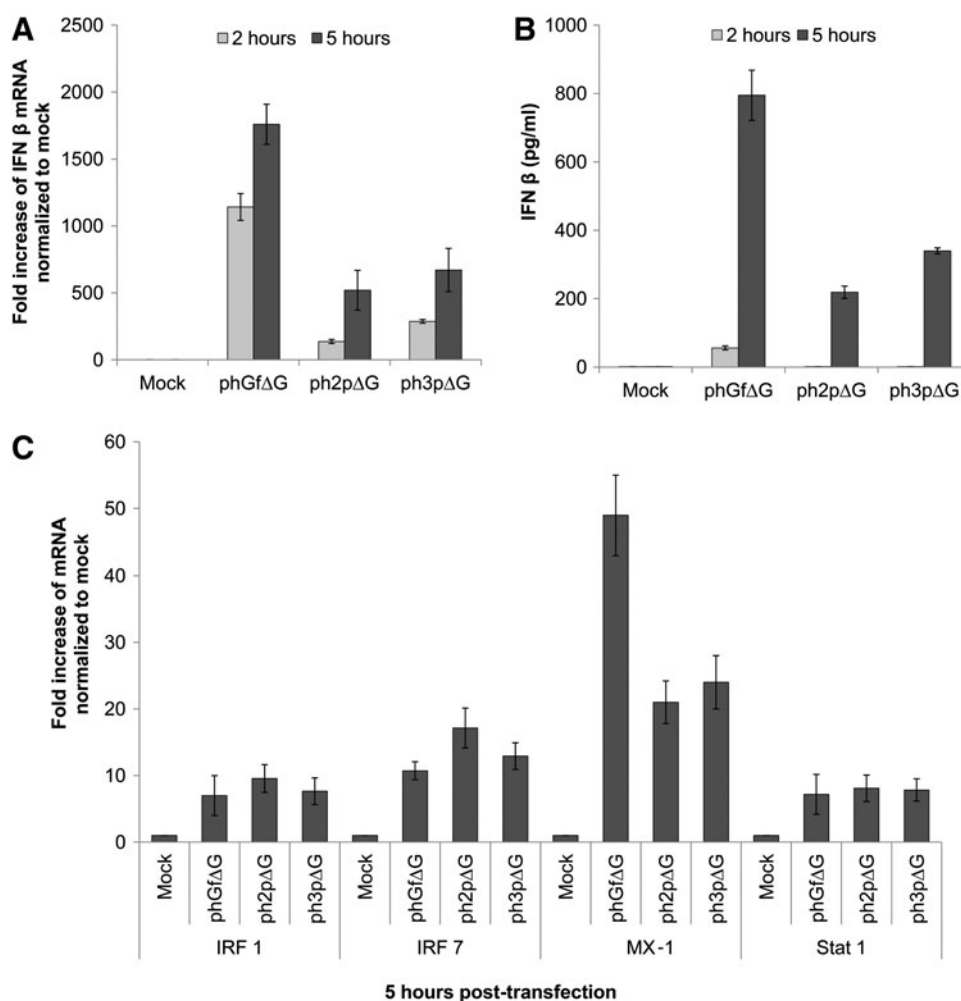 A
2 hours 5 hours
Fold increase of IFN β mRNA
normalized to mock
2500
2000
1500
1000
500
0
Mock phGfΔG ph2pΔG ph3pΔG
B
2 hours 5 hours
IFN β (pg/ml)
1000
800
600
400
200
0
Mock phGfΔG ph2pΔG ph3pΔG
C
Fold increase of mRNA
normalized to mock
60
50
40
30
20
10
0
Mock phGfΔG ph2pΔG ph3pΔG Mock phGfΔG ph2pΔG ph3pΔG Mock phGfΔG ph2pΔG ph3pΔG Mock phGfΔG ph2pΔG ph3pΔG
IRF 1 IRF 7 MX-1 Stat 1
5 hours post-transfection